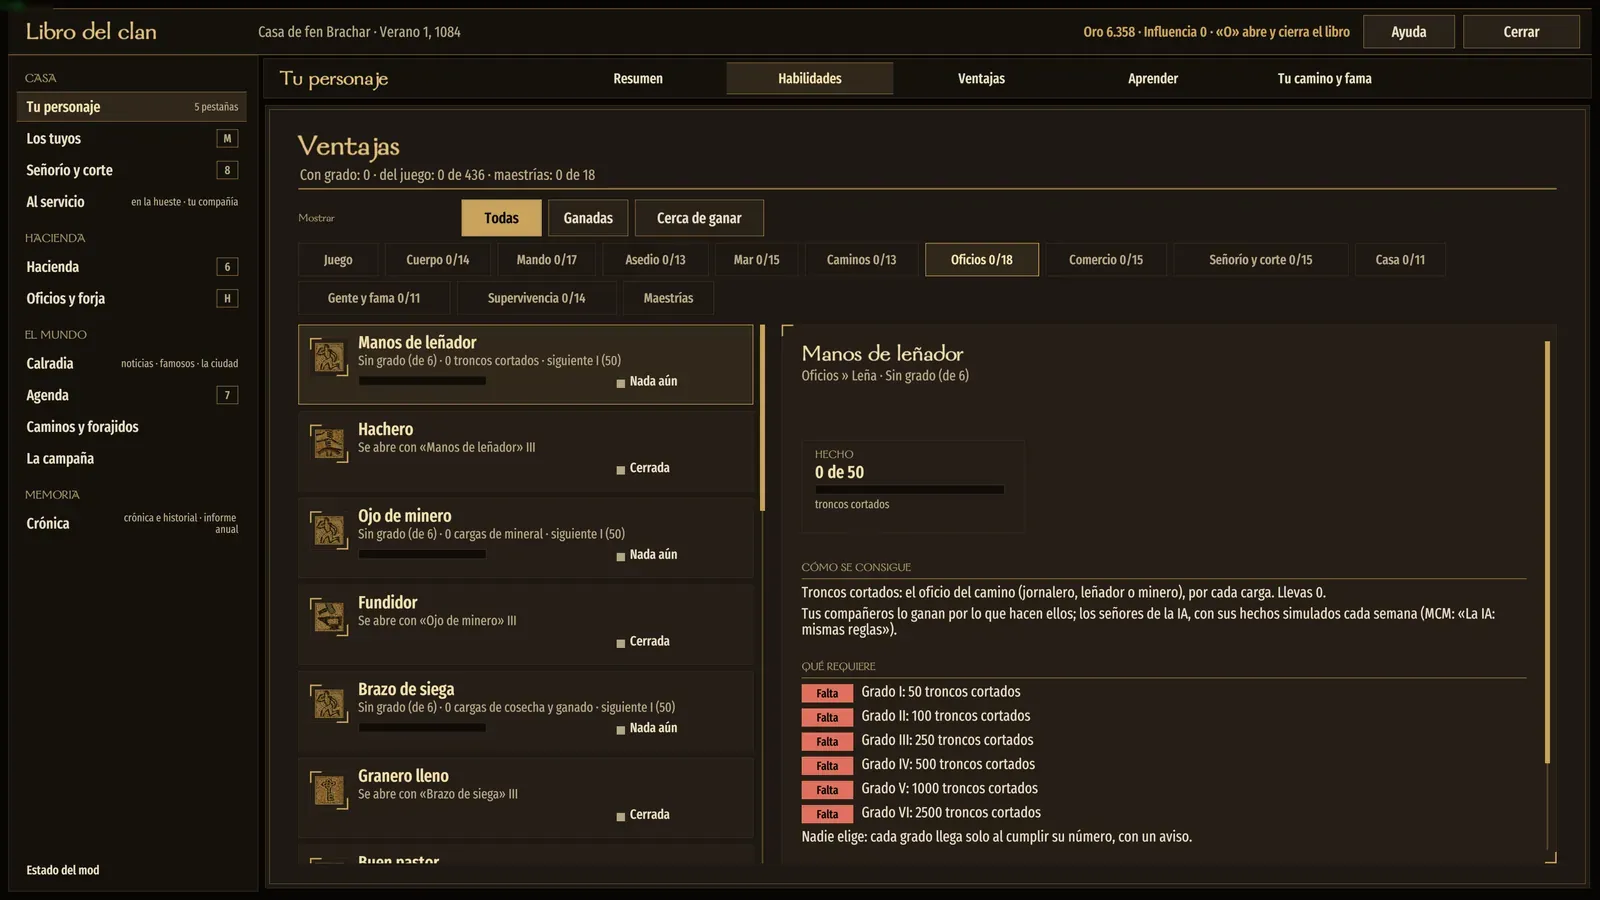 Libro del clan
Casa de fen Brachar · Verano 1, 1084
Oro 6.358 · Influencia 0 · «O» abre y cierra el libro
Ayuda
Cerrar
CASA
Tu personaje
5 pestañas
Los tuyos
M
Señorío y corte
8
Al servicio
en la hueste · tu compañía
HACIENDA
Hacienda
6
Oficios y forja
H
EL MUNDO
Calradia
noticias · famosos · la ciudad
Agenda
7
Caminos y forajidos
La campaña
MEMORIA
Crónica
crónica e historial · informe
anual
Estado del mod
Tu personaje
Resumen
Habilidades
Ventajas
Aprender
Tu camino y fama
Ventajas
Con grado: 0 · del juego: 0 de 436 · maestrías: 0 de 18
Mostrar
Todas
Ganadas
Cerca de ganar
Juego
Cuerpo 0/14
Mando 0/17
Asedio 0/13
Mar 0/15
Caminos 0/13
Oficios 0/18
Comercio 0/15
Señorío y corte 0/15
Casa 0/11
Gente y fama 0/11
Supervivencia 0/14
Maestrías
Manos de leñador
Sin grado (de 6) · 0 troncos cortados · siguiente I (50)
Nada aún
Hachero
Se abre con «Manos de leñador» III
Cerrada
Ojo de minero
Sin grado (de 6) · 0 cargas de mineral · siguiente I (50)
Nada aún
Fundidor
Se abre con «Ojo de minero» III
Cerrada
Brazo de siega
Sin grado (de 6) · 0 cargas de cosecha y ganado · siguiente I (50)
Nada aún
Granero lleno
Se abre con «Brazo de siega» III
Cerrada
Buen pastor
Manos de leñador
Oficios » Leña · Sin grado (de 6)
HECHO
0 de 50
troncos cortados
CÓMO SE CONSIGUE
Troncos cortados: el oficio del camino (jornalero, leñador o minero), por cada carga. Llevas 0.
Tus compañeros lo ganan por lo que hacen ellos; los señores de la IA, con sus hechos simulados cada semana (MCM: «La IA:
mismas reglas»).
QUÉ REQUIERE
Falta Grado I: 50 troncos cortados
Falta Grado II: 100 troncos cortados
Falta Grado III: 250 troncos cortados
Falta Grado IV: 500 troncos cortados
Falta Grado V: 1000 troncos cortados
Falta Grado VI: 2500 troncos cortados
Nadie elige: cada grado llega solo al cumplir su número, con un aviso.